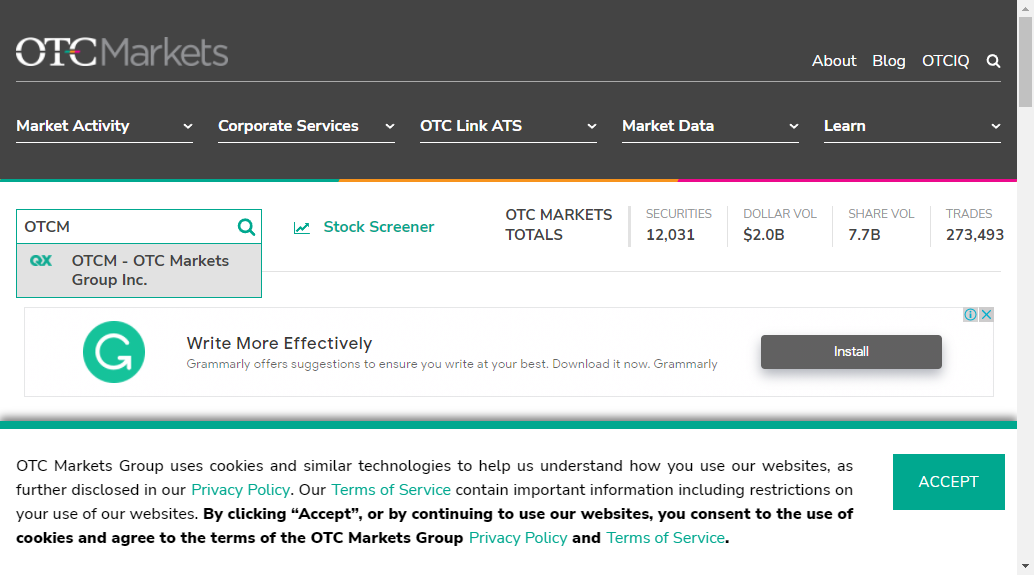 OTC Markets
About Blog OTCIQ
Market Activity Corporate Services OTC Link ATS Market Data Learn
OTCM
Stock Screener
OTC MARKETS
TOTALS
SECURITIES
12,031
DOLLAR VOL
$2.0B
SHARE VOL
7.7B
TRADES
273,493
QX
OTCM - OTC Markets
Group Inc.
Write More Effectively
Grammarly offers suggestions to ensure you write at your best. Download it now. Grammarly
Install
OTC Markets Group uses cookies and similar technologies to help us understand how you use our websites, as
further disclosed in our Privacy Policy. Our Terms of Service contain important information including restrictions on
your use of our websites. By clicking “Accept”, or by continuing to use our websites, you consent to the use of
cookies and agree to the terms of the OTC Markets Group Privacy Policy and Terms of Service.
ACCEPT